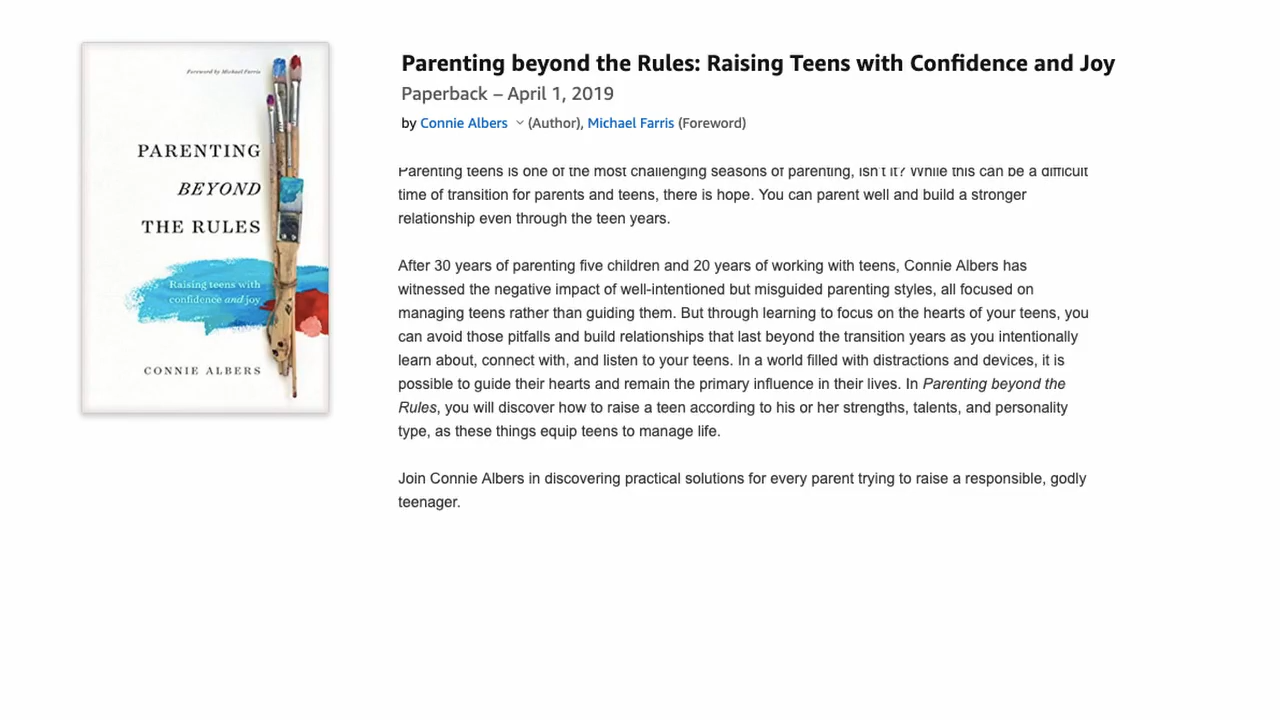 Foreword by Michael Farris
PARENTING
BEYOND
THE RULES
Raising teens with
confidence and joy
CONNIE ALBERS
Parenting beyond the Rules: Raising Teens with Confidence and Joy
Paperback – April 1, 2019
by Connie Albers (Author), Michael Farris (Foreword)
Parenting teens is one of the most challenging seasons of parenting, isn't it? While this can be a difficult
time of transition for parents and teens, there is hope. You can parent well and build a stronger
relationship even through the teen years.
After 30 years of parenting five children and 20 years of working with teens, Connie Albers has
witnessed the negative impact of well-intentioned but misguided parenting styles, all focused on
managing teens rather than guiding them. But through learning to focus on the hearts of your teens, you
can avoid those pitfalls and build relationships that last beyond the transition years as you intentionally
learn about, connect with, and listen to your teens. In a world filled with distractions and devices, it is
possible to guide their hearts and remain the primary influence in their lives. In Parenting beyond the
Rules, you will discover how to raise a teen according to his or her strengths, talents, and personality
type, as these things equip teens to manage life.
Join Connie Albers in discovering practical solutions for every parent trying to raise a responsible, godly
teenager.